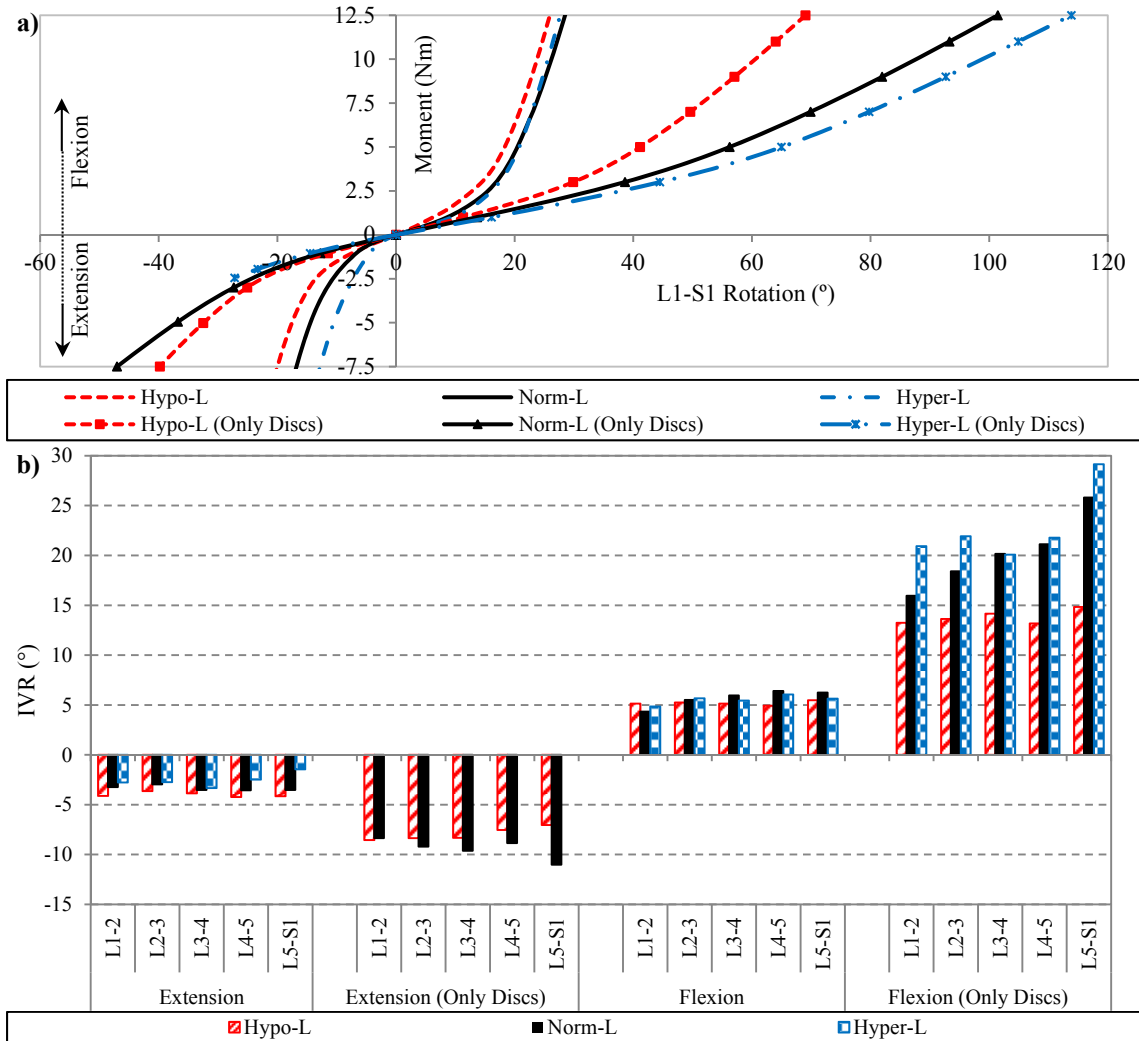 a)
12.5
10
7.5
5
2.5
0
-2.5
-5
-7.5
Moment (Nm)
Flexion
Extension
-60 -40 -20 0 20 40 60 80 100 120
L1-S1 Rotation (º)
Hypo-L Norm-L Hyper-L
Hypo-L (Only Discs) Norm-L (Only Discs) Hyper-L (Only Discs)
b)
30
25
20
15
10
5
0
-5
-10
-15
IVR (°)
L1-2 L2-3 L3-4 L4-5 L5-S1 L1-2 L2-3 L3-4 L4-5 L5-S1 L1-2 L2-3 L3-4 L4-5 L5-S1 L1-2 L2-3 L3-4 L4-5 L5-S1
Extension Extension (Only Discs) Flexion Flexion (Only Discs)
Hypo-L Norm-L Hyper-L